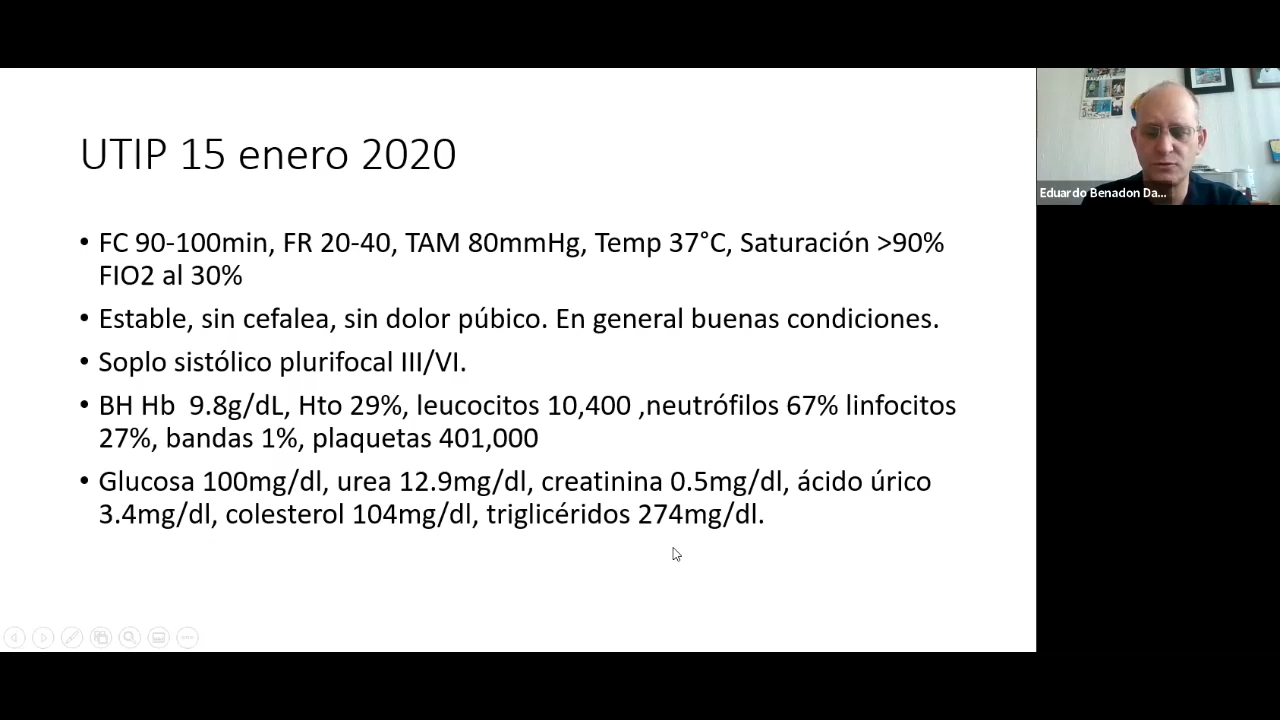 UTIP 15 enero 2020
• FC 90-100min, FR 20-40, TAM 80mmHg, Temp 37°C, Saturación >90%
FIO2 al 30%
• Estable, sin cefalea, sin dolor púbico. En general buenas condiciones.
• Soplo sistólico plurifocal III/VI.
• BH Hb  9.8g/dL, Hto 29%, leucocitos 10,400 ,neutrófilos 67% linfocitos
27%, bandas 1%, plaquetas 401,000
• Glucosa 100mg/dl, urea 12.9mg/dl, creatinina 0.5mg/dl, ácido úrico
3.4mg/dl, colesterol 104mg/dl, triglicéridos 274mg/dl.
Eduardo Benadon Da...